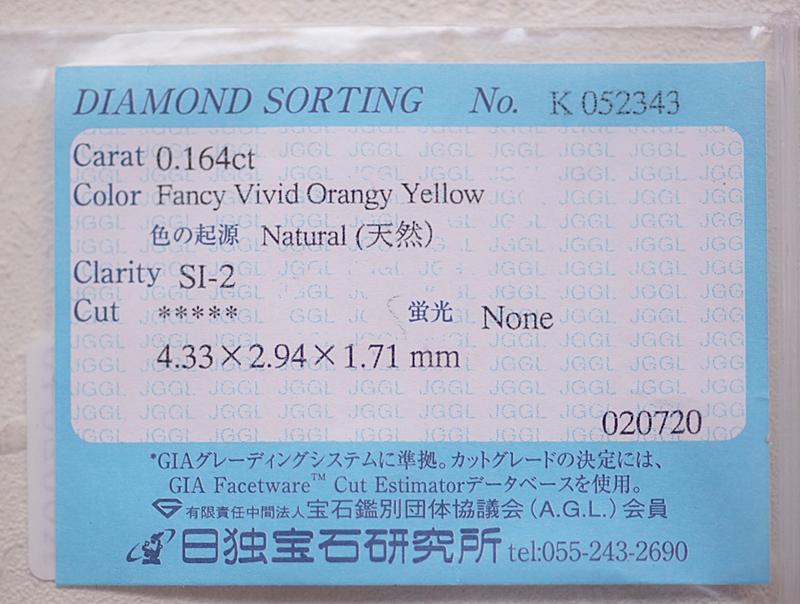 DIAMOND SORTING No. K 052343
Carat 0.164ct
Color Fancy Vivid Orangy Yellow
色の起源 Natural (天然)
Clarity SI-2
Cut ***** 蛍光 None
4.33×2.94×1.71 mm
020720
*GIAグレーディングシステムに準拠。カットグレードの決定には、
GIA Facetware™ Cut Estimatorデータベースを使用。
有限責任中間法人宝石鑑別団体協議会(A.G.L.)会員
日独宝石研究所 tel:055-243-2690